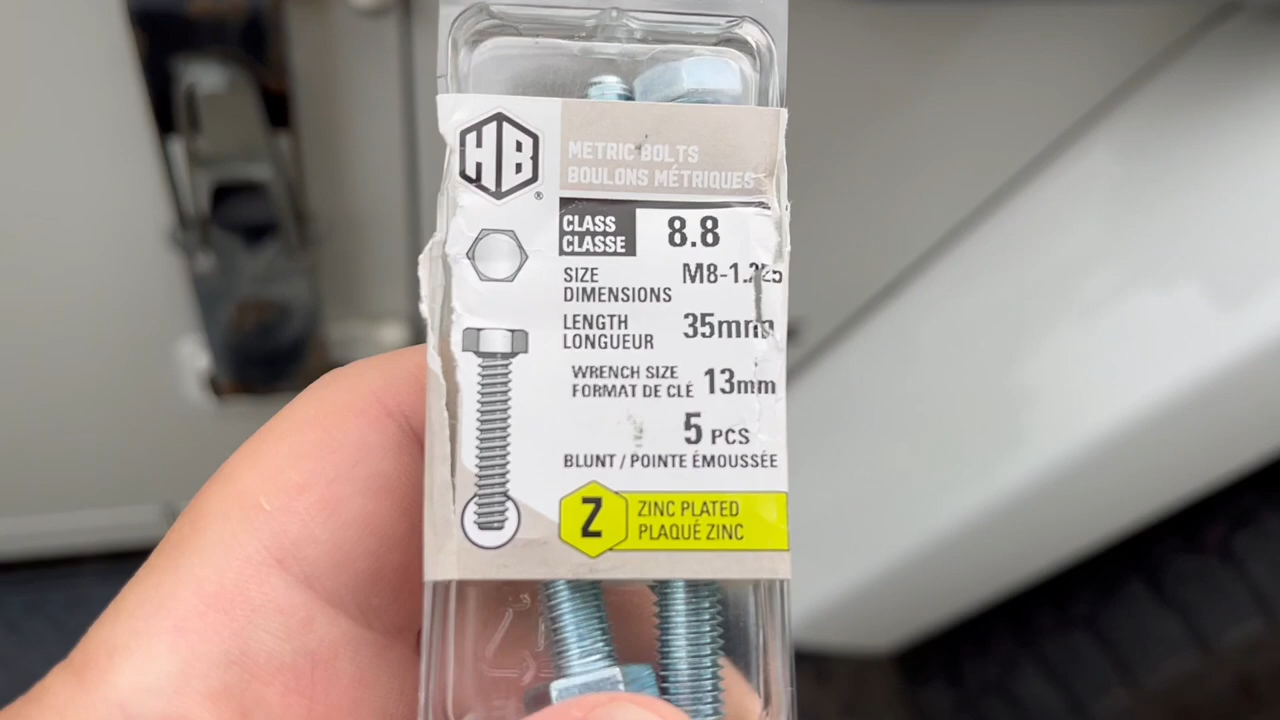 HB
®
METRIC BOLTS
BOULONS MÉTRIQUES
CLASS
CLASSE
8.8
SIZE
DIMENSIONS
M8-1.25
LENGTH
LONGUEUR
35mm
WRENCH SIZE
FORMAT DE CLÉ
13mm
5 PCS
BLUNT / POINTE ÉMOUSSÉE
Z
ZINC PLATED
PLAQUÉ ZINC